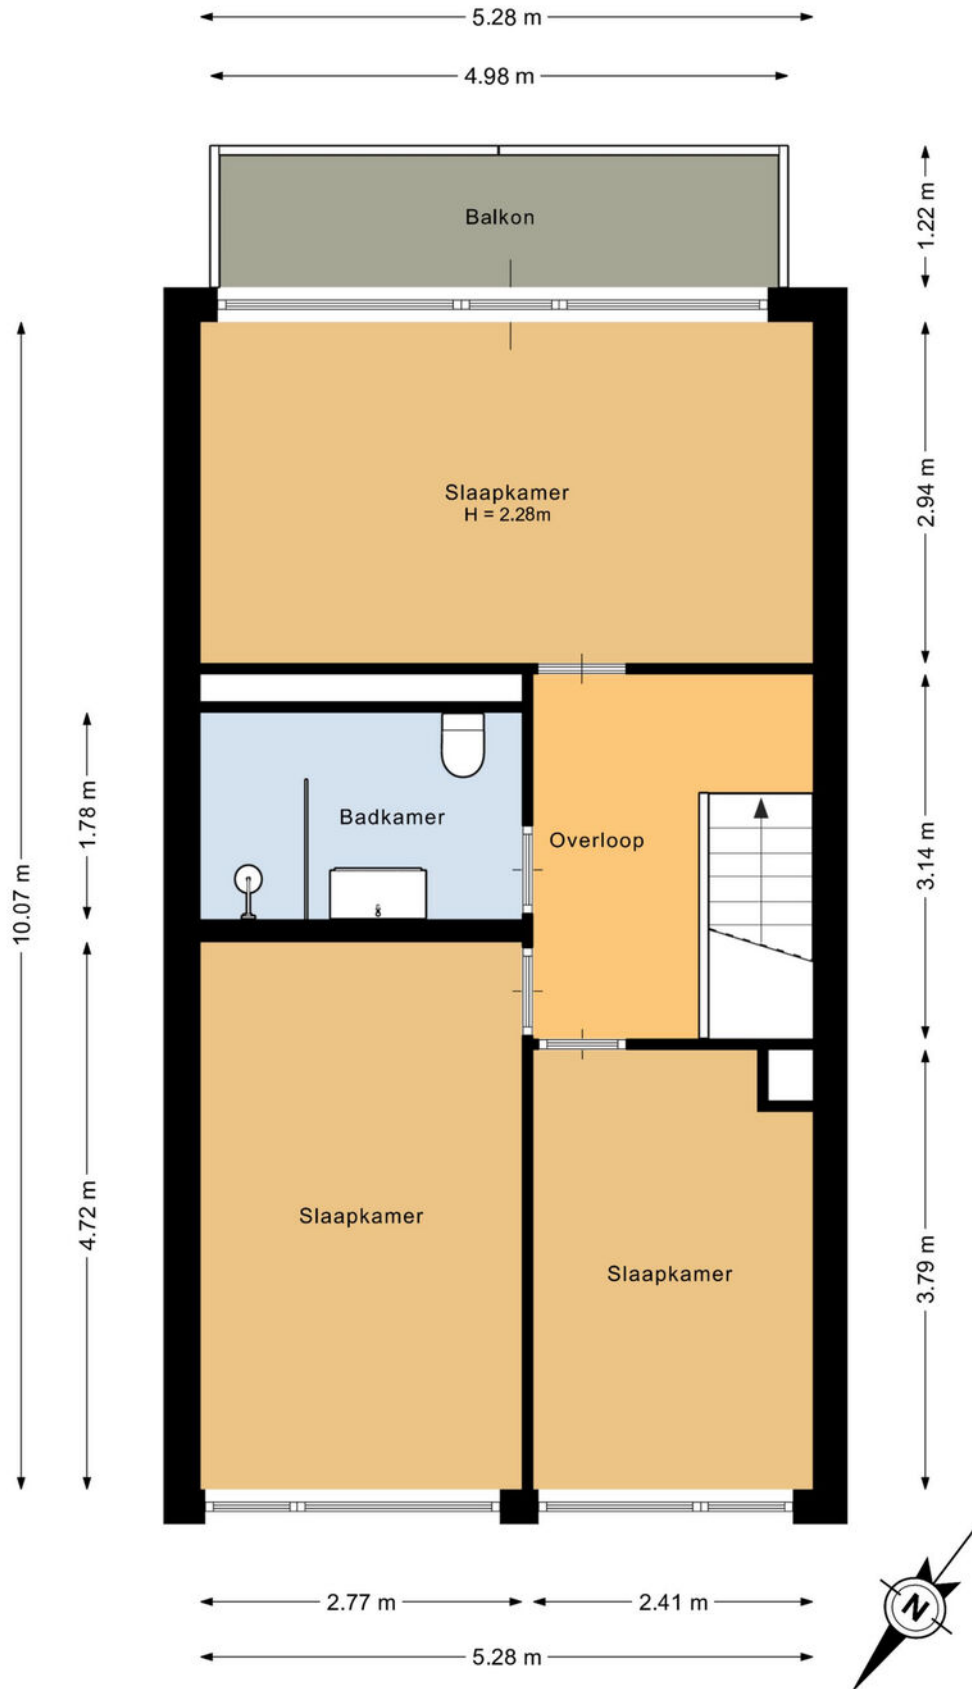 5.28 m
4.98 m
1.22 m
Balkon
2.94 m
Slaapkamer
H = 2.28m
10.07 m
1.78 m
Badkamer
Overloop
3.14 m
4.72 m
Slaapkamer
Slaapkamer
3.79 m
2.77 m
2.41 m
5.28 m
N